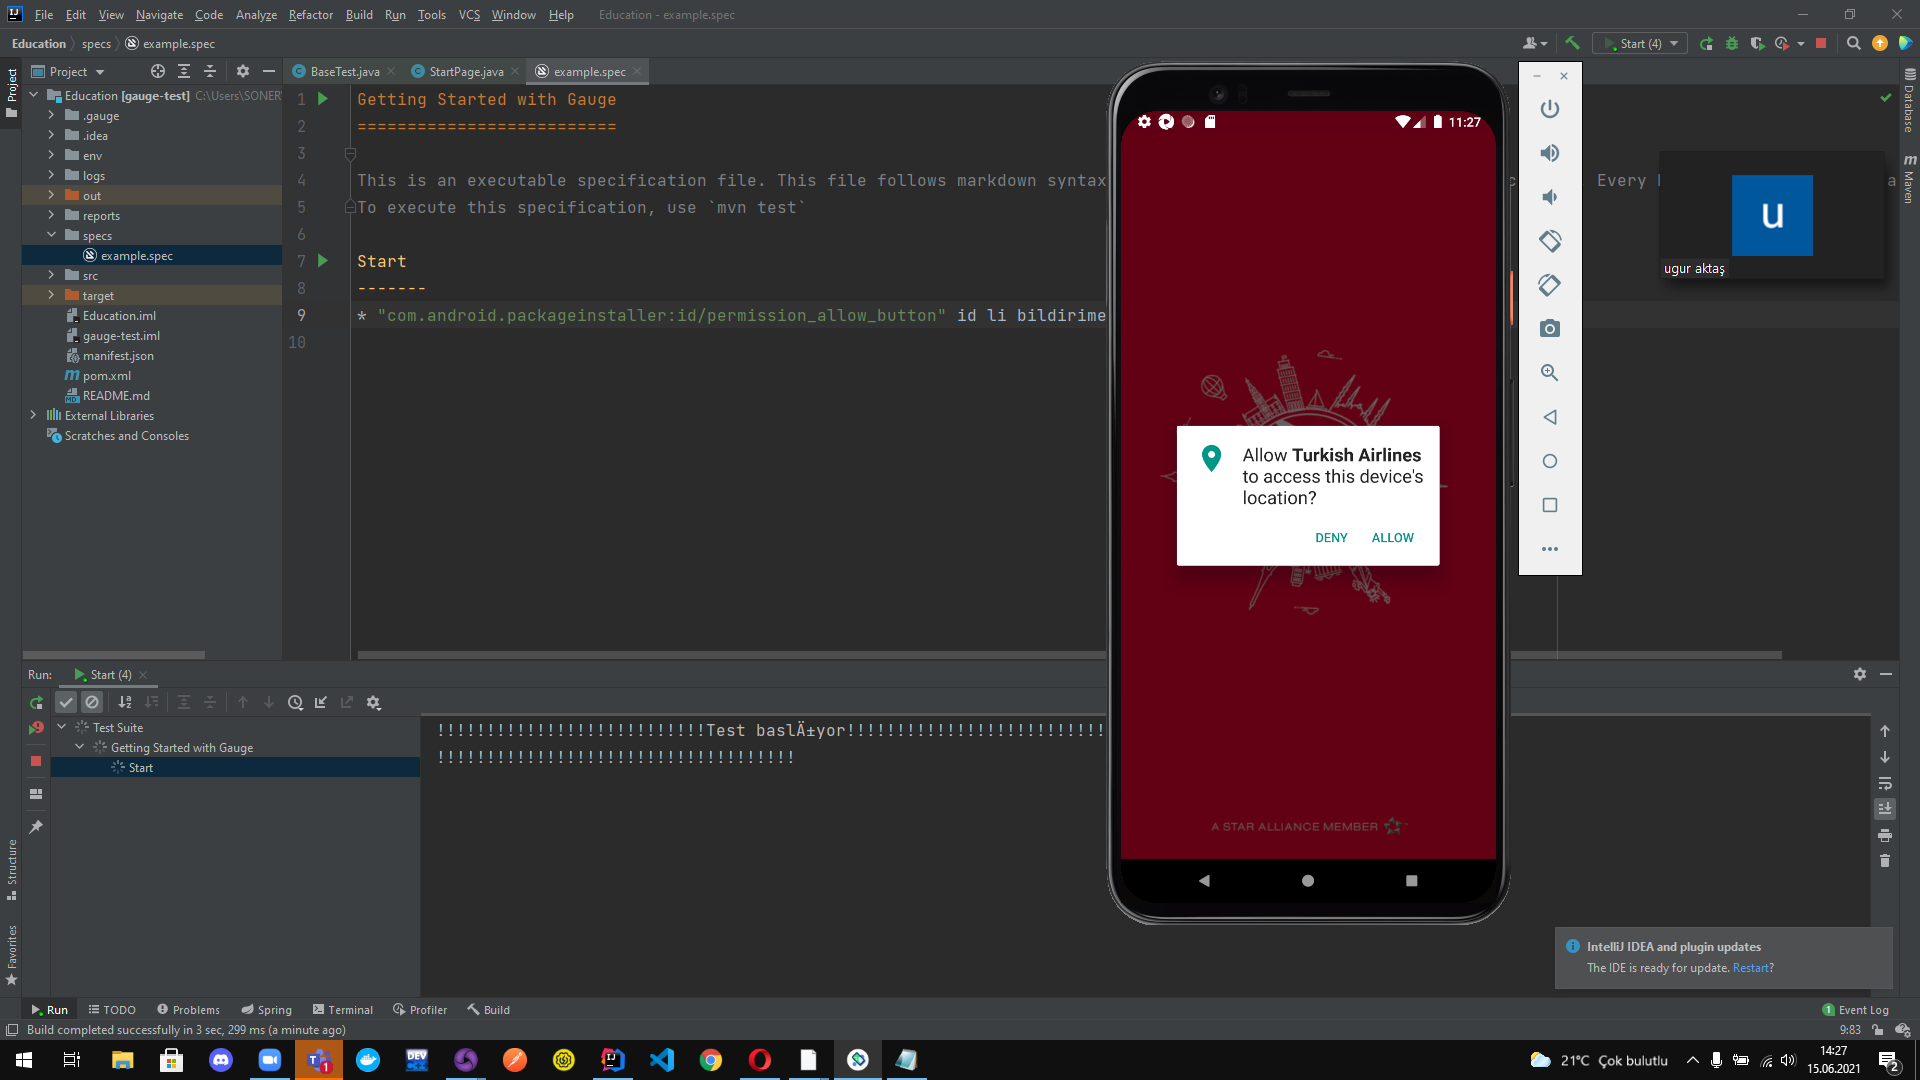 File Edit View Navigate Code Analyze Refactor Build Run Tools VCS Window Help Education - example.spec
Education specs example.spec
Start (4)
Project
BaseTest.java StartPage.java example.spec
Project
Education [gauge-test] C:\Users\SONER
.gauge
.idea
env
logs
out
reports
specs
example.spec
src
target
Education.iml
gauge-test.iml
manifest.json
pom.xml
README.md
External Libraries
Scratches and Consoles
1 Getting Started with Gauge
2 ==========================
3
4 This is an executable specification file. This file follows markdown syntax
Every
a
5 To execute this specification, use `mvn test`
6
7 Start
8 -------
9 * "com.android.packageinstaller:id/permission_allow_button" id li bildirime
10
11:27
Allow Turkish Airlines
to access this device's
location?
DENY ALLOW
A STAR ALLIANCE MEMBER
u
ugur aktaş
Database
Maven
Run: Start (4)
Test Suite
Getting Started with Gauge
Start
!!!!!!!!!!!!!!!!!!!!!!!!!!!Test baslÄ±yor!!!!!!!!!!!!!!!!!!!!!!!!!!
!!!!!!!!!!!!!!!!!!!!!!!!!!!!!!!!!!!!
Structure
Favorites
IntelliJ IDEA and plugin updates
The IDE is ready for update. Restart?
Run TODO Problems Spring Terminal Profiler Build
1 Event Log
Build completed successfully in 3 sec, 299 ms (a minute ago)
9:83
DEV
1
21°C Çok bulutlu
14:27
15.06.2021
2